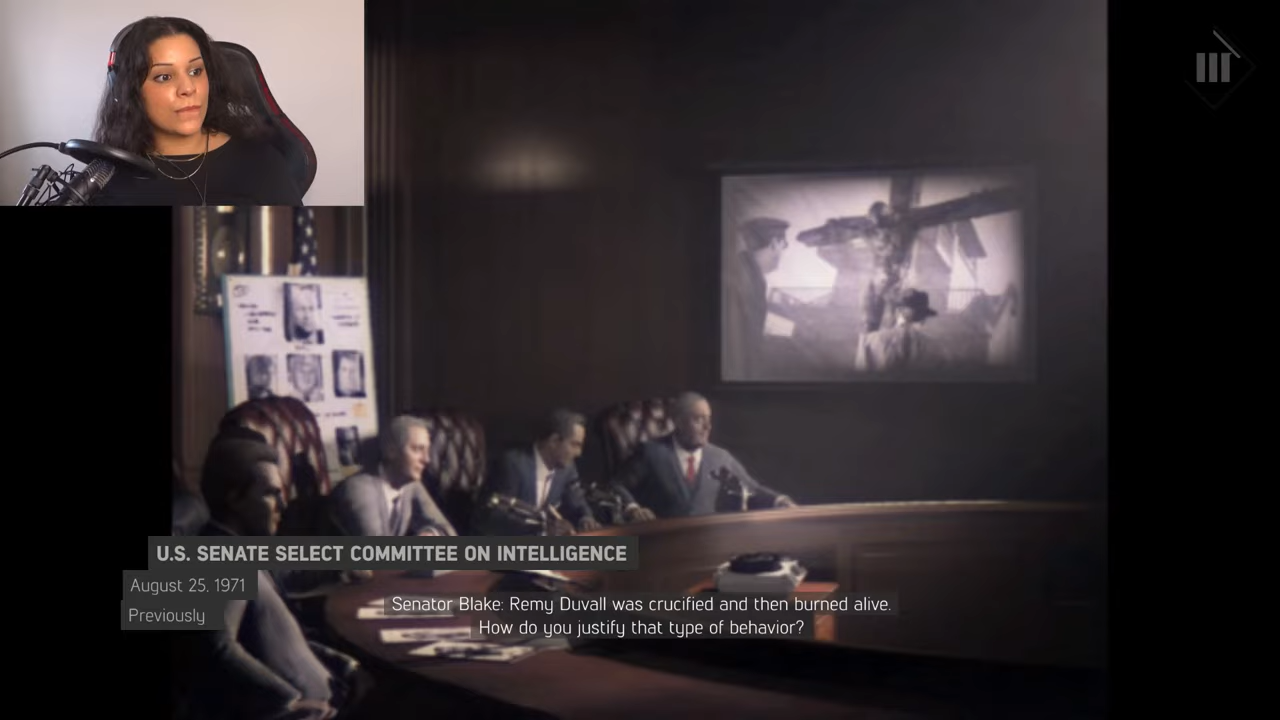 U.S. SENATE SELECT COMMITTEE ON INTELLIGENCE
August 25, 1971
Previously
Senator Blake: Remy Duvall was crucified and then burned alive.
How do you justify that type of behavior?